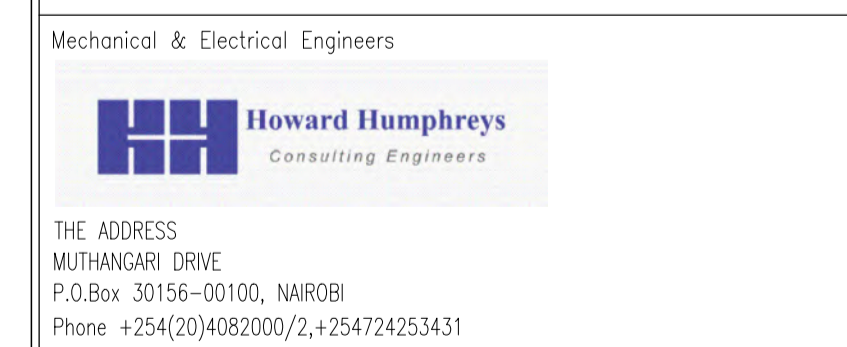 Mechanical & Electrical Engineers
HH Howard Humphreys
Consulting Engineers
THE ADDRESS
MUTHANGARI DRIVE
P.O.Box 30156-00100, NAIROBI
Phone +254(20)4082000/2,+254724253431